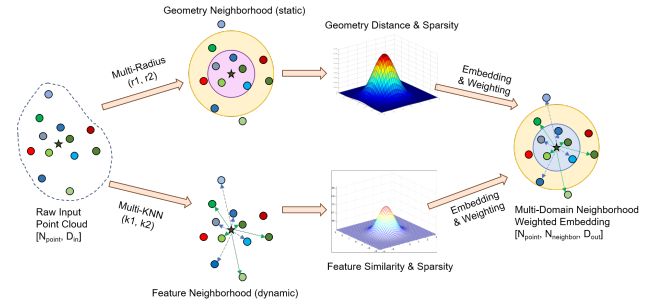 Geometry Neighborhood (static)
Geometry Distance & Sparsity
Multi-Radius
(r1, r2)
Embedding
& Weighting
Raw Input
Point Cloud
[Npoint, Din]
Multi-KNN
(k1, k2)
Embedding
& Weighting
Multi-Domain Neighborhood
Weighted Embedding
[Npoint, Nneighbor, Dout]
Feature Similarity & Sparsity
Feature Neighborhood (dynamic)